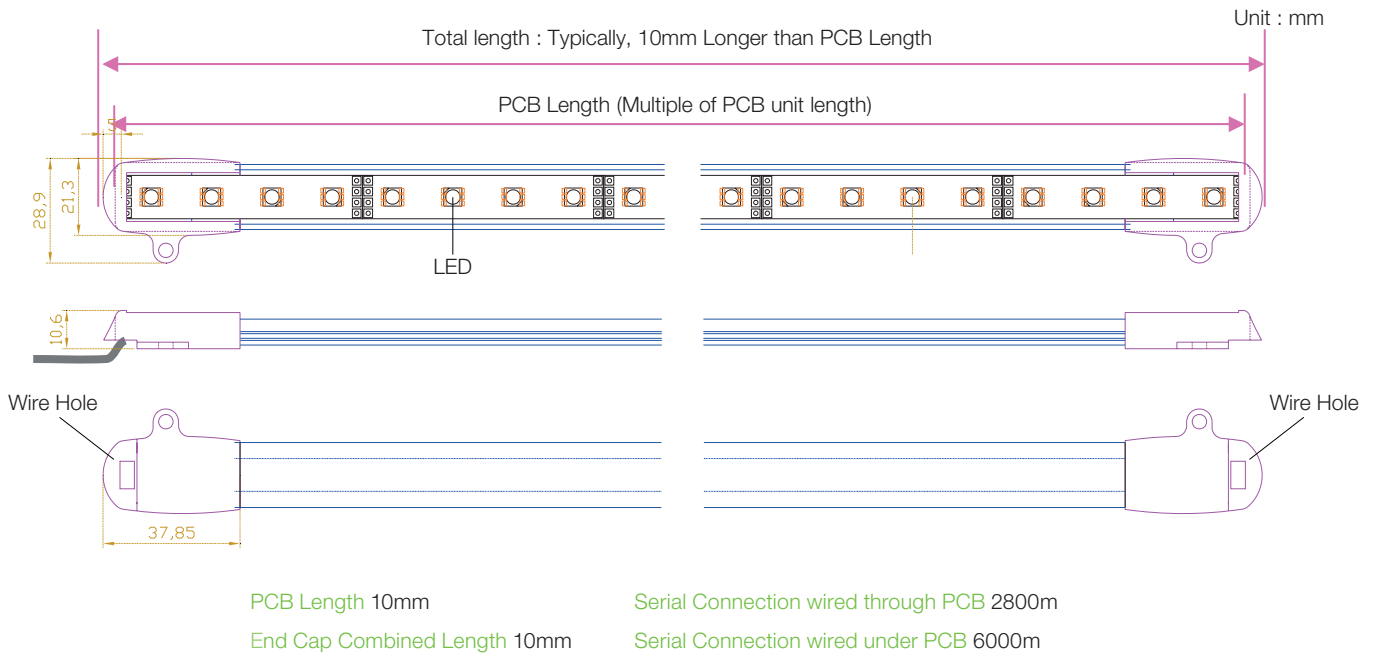 Unit : mm
Total length : Typically, 10mm Longer than PCB Length
PCB Length (Multiple of PCB unit length)
5
28,9
21,3
LED
10,6
Wire Hole
Wire Hole
37,85
PCB Length 10mm
Serial Connection wired through PCB 2800m
End Cap Combined Length 10mm
Serial Connection wired under PCB 6000m